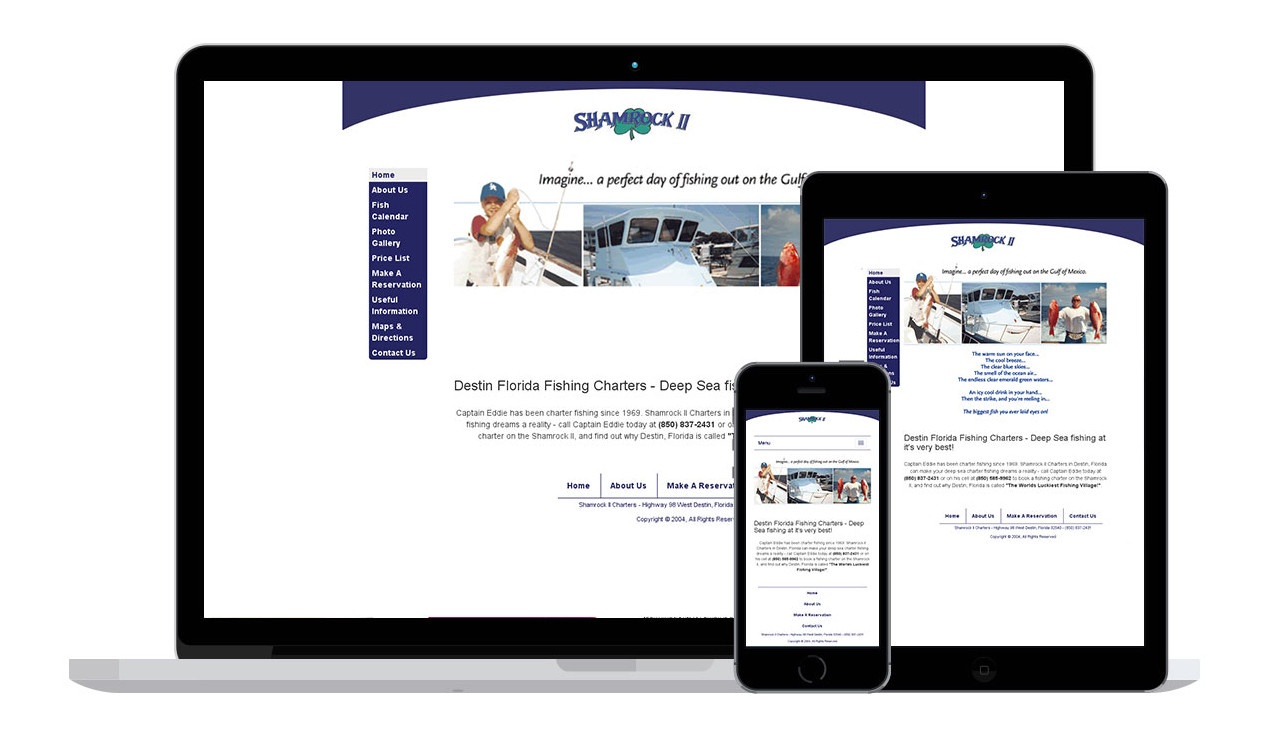 SHAMROCK II
Home
About Us
Fish
Calendar
Photo
Gallery
Price List
Make A
Reservation
Useful
Information
Maps &
Directions
Contact Us
Imagine... a perfect day of fishing out on the Gulf
Destin Florida Fishing Charters - Deep Sea
Captain Eddie has been charter fishing since 1969. Shamrock II Charters in
fishing dreams a reality - call Captain Eddie today at (850) 837-2431 or
charter on the Shamrock II, and find out why Destin, Florida is called
Home
About Us
Make A Reservat
Shamrock II Charters - Highway 98 West Destin, Florida
Copyright © 2004, All Rights Reser
SHAMROCK II
Home
About Us
Fish
Calendar
Photo
Gallery
Price List
Make A
Reservation
Useful
Information
&
Us
Imagine... a perfect day of fishing out on the Gulf of Mexico.
The warm sun on your face...
The cool breeze...
The clear blue skies...
The smell of the ocean air...
The endless clear emerald green waters...
An icy cool drink in your hand...
Then the strike, and you're reeling in...
The biggest fish you ever laid eyes on!
Destin Florida Fishing Charters - Deep Sea fishing at
it's very best!
Captain Eddie has been charter fishing since 1969. Shamrock II Charters in Destin, Florida
can make your deep sea charter fishing dreams a reality - call Captain Eddie today at
(850) 837-2431 or on his cell at (850) 585-9962 to book a fishing charter on the Shamrock
II, and find out why Destin, Florida is called "The Worlds Luckiest Fishing Village!"
Home
About Us
Make A Reservation
Contact Us
Shamrock II Charters - Highway 98 West Destin, Florida 32540 - (850) 837-2431
Copyright © 2004, All Rights Reserved
SHAMROCK II
Menu
Imagine... a perfect day of fishing out on the Gulf of Mexico.
Destin Florida Fishing Charters - Deep
Sea fishing at it's very best!
Captain Eddie has been charter fishing since 1969. Shamrock II
Charters in Destin, Florida can make your deep sea charter fishing
dreams a reality - call Captain Eddie today at (850) 837-2431 or on
his cell at (850) 585-9962 to book a fishing charter on the Shamrock
II, and find out why Destin, Florida is called "The Worlds Luckiest
Fishing Village!"
Home
About Us
Make A Reservation
Contact Us
Shamrock II Charters - Highway 98 West Destin, Florida 32540 - (850) 837-2431
Copyright © 2004, All Rights Reserved